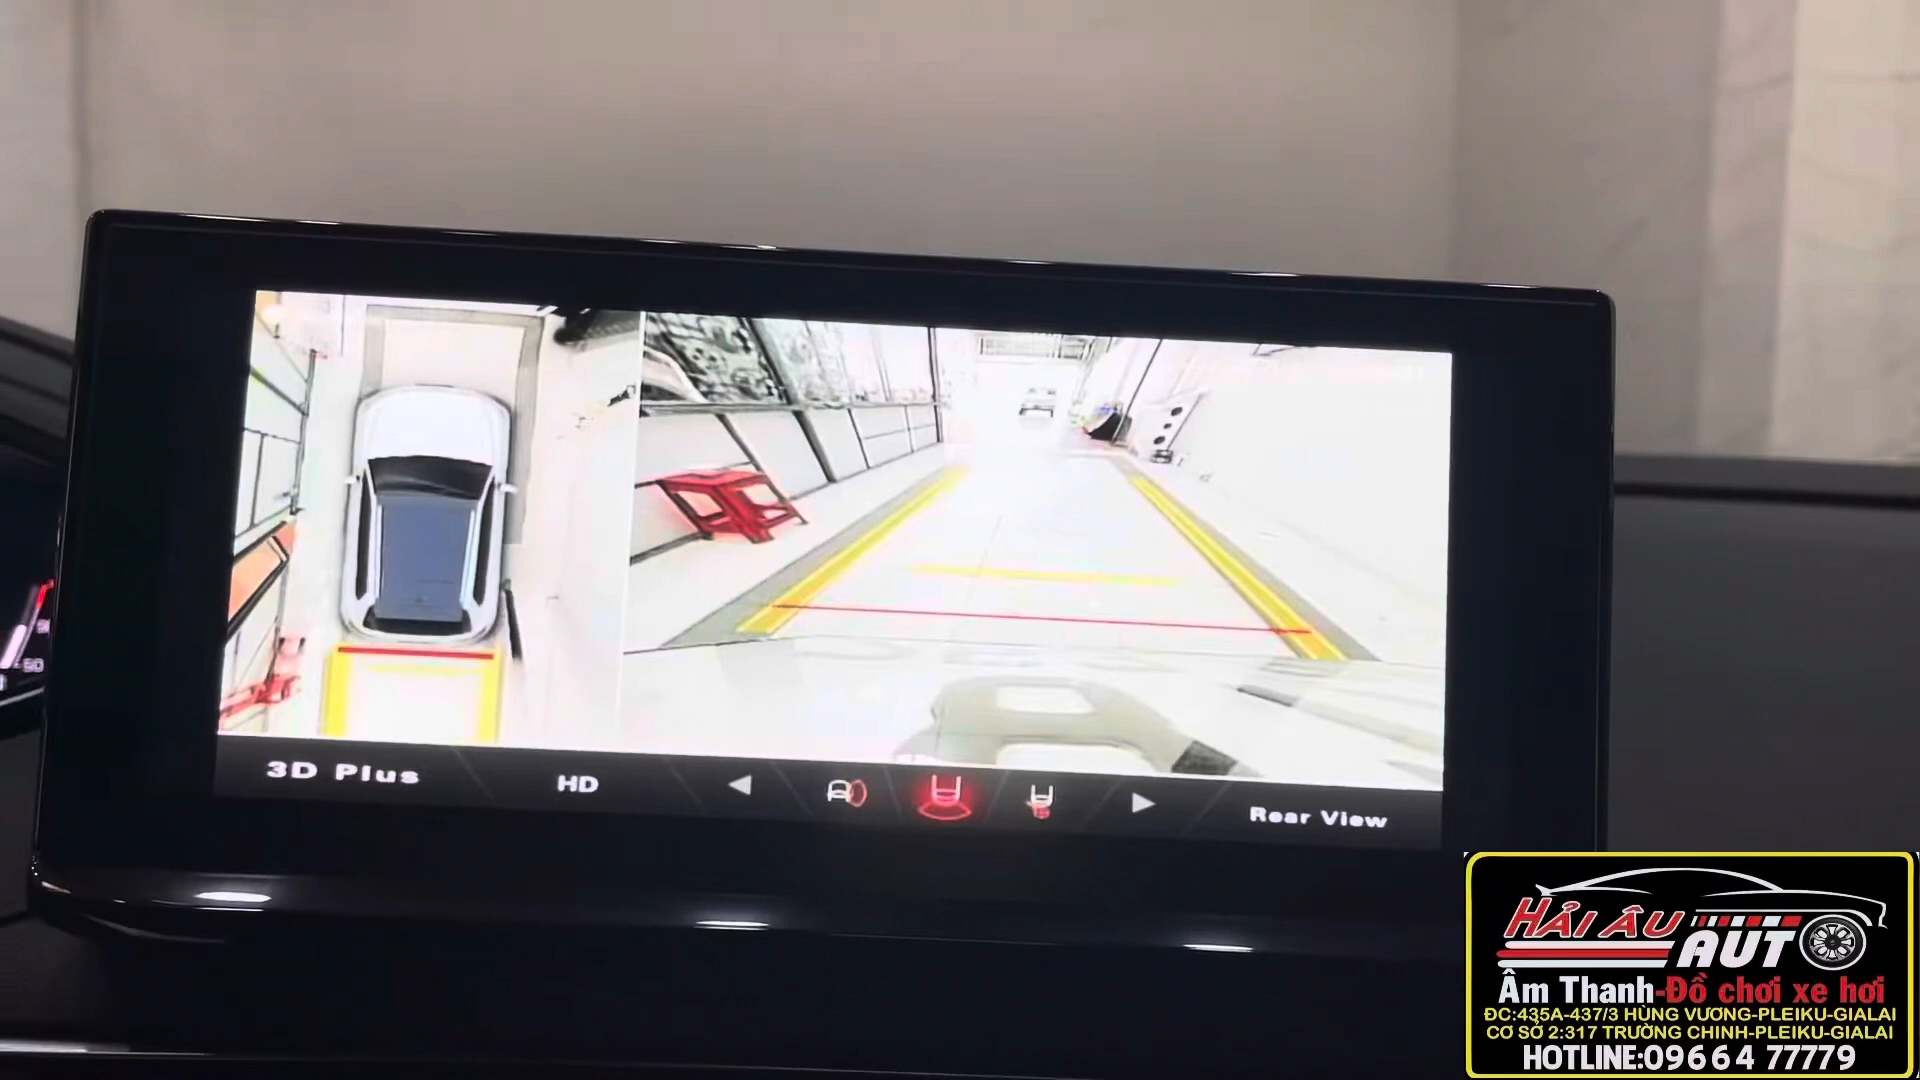 3D Plus
HD
Rear View
HẢI ÂU
AUTO
Âm Thanh-Đồ chơi xe hơi
ĐC:435A-437/3 HÙNG VƯƠNG-PLEIKU-GIALAI
CƠ SỞ 2:317 TRƯỜNG CHINH-PLEIKU-GIALAI
HOTLINE:09664 77779